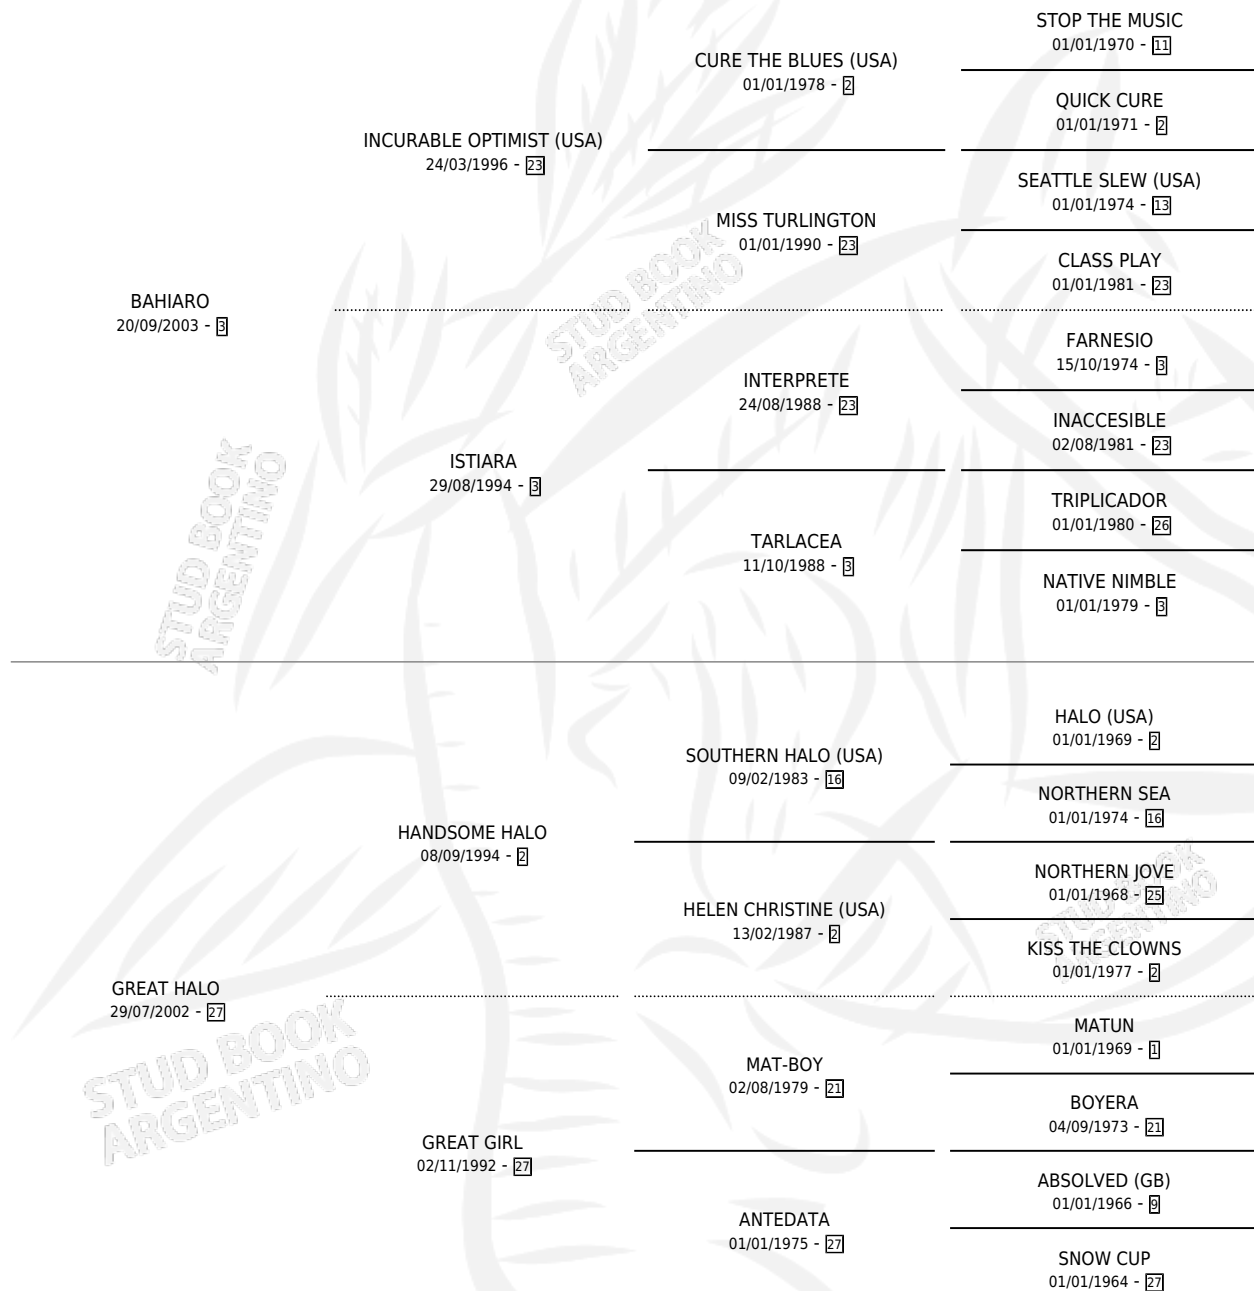 STOP THE MUSIC
01/01/1970 - 11
CURE THE BLUES (USA)
01/01/1978 - 2
QUICK CURE
01/01/1971 - 2
INCURABLE OPTIMIST (USA)
24/03/1996 - 23
SEATTLE SLEW (USA)
01/01/1974 - 13
MISS TURLINGTON
01/01/1990 - 23
CLASS PLAY
01/01/1981 - 23
BAHIARO
20/09/2003 - 3
FARNESIO
15/10/1974 - 3
INTERPRETE
24/08/1988 - 23
INACCESIBLE
02/08/1981 - 23
ISTIARA
29/08/1994 - 3
TRIPLICADOR
01/01/1980 - 26
TARLACEA
11/10/1988 - 3
NATIVE NIMBLE
01/01/1979 - 3
HALO (USA)
01/01/1969 - 2
SOUTHERN HALO (USA)
09/02/1983 - 16
NORTHERN SEA
01/01/1974 - 16
HANDSOME HALO
08/09/1994 - 2
NORTHERN JOVE
01/01/1968 - 25
HELEN CHRISTINE (USA)
13/02/1987 - 2
KISS THE CLOWNS
01/01/1977 - 2
GREAT HALO
29/07/2002 - 27
MATUN
01/01/1969 - 1
MAT-BOY
02/08/1979 - 21
BOYERA
04/09/1973 - 21
GREAT GIRL
02/11/1992 - 27
ABSOLVED (GB)
01/01/1966 - 9
ANTEDATA
01/01/1975 - 27
SNOW CUP
01/01/1964 - 27
STUD BOOK
ARGENTINO
STUD BOOK
ARGENTINO
STUD BOOK
ARGENTINO
STUD BOOK
ARGENTINO